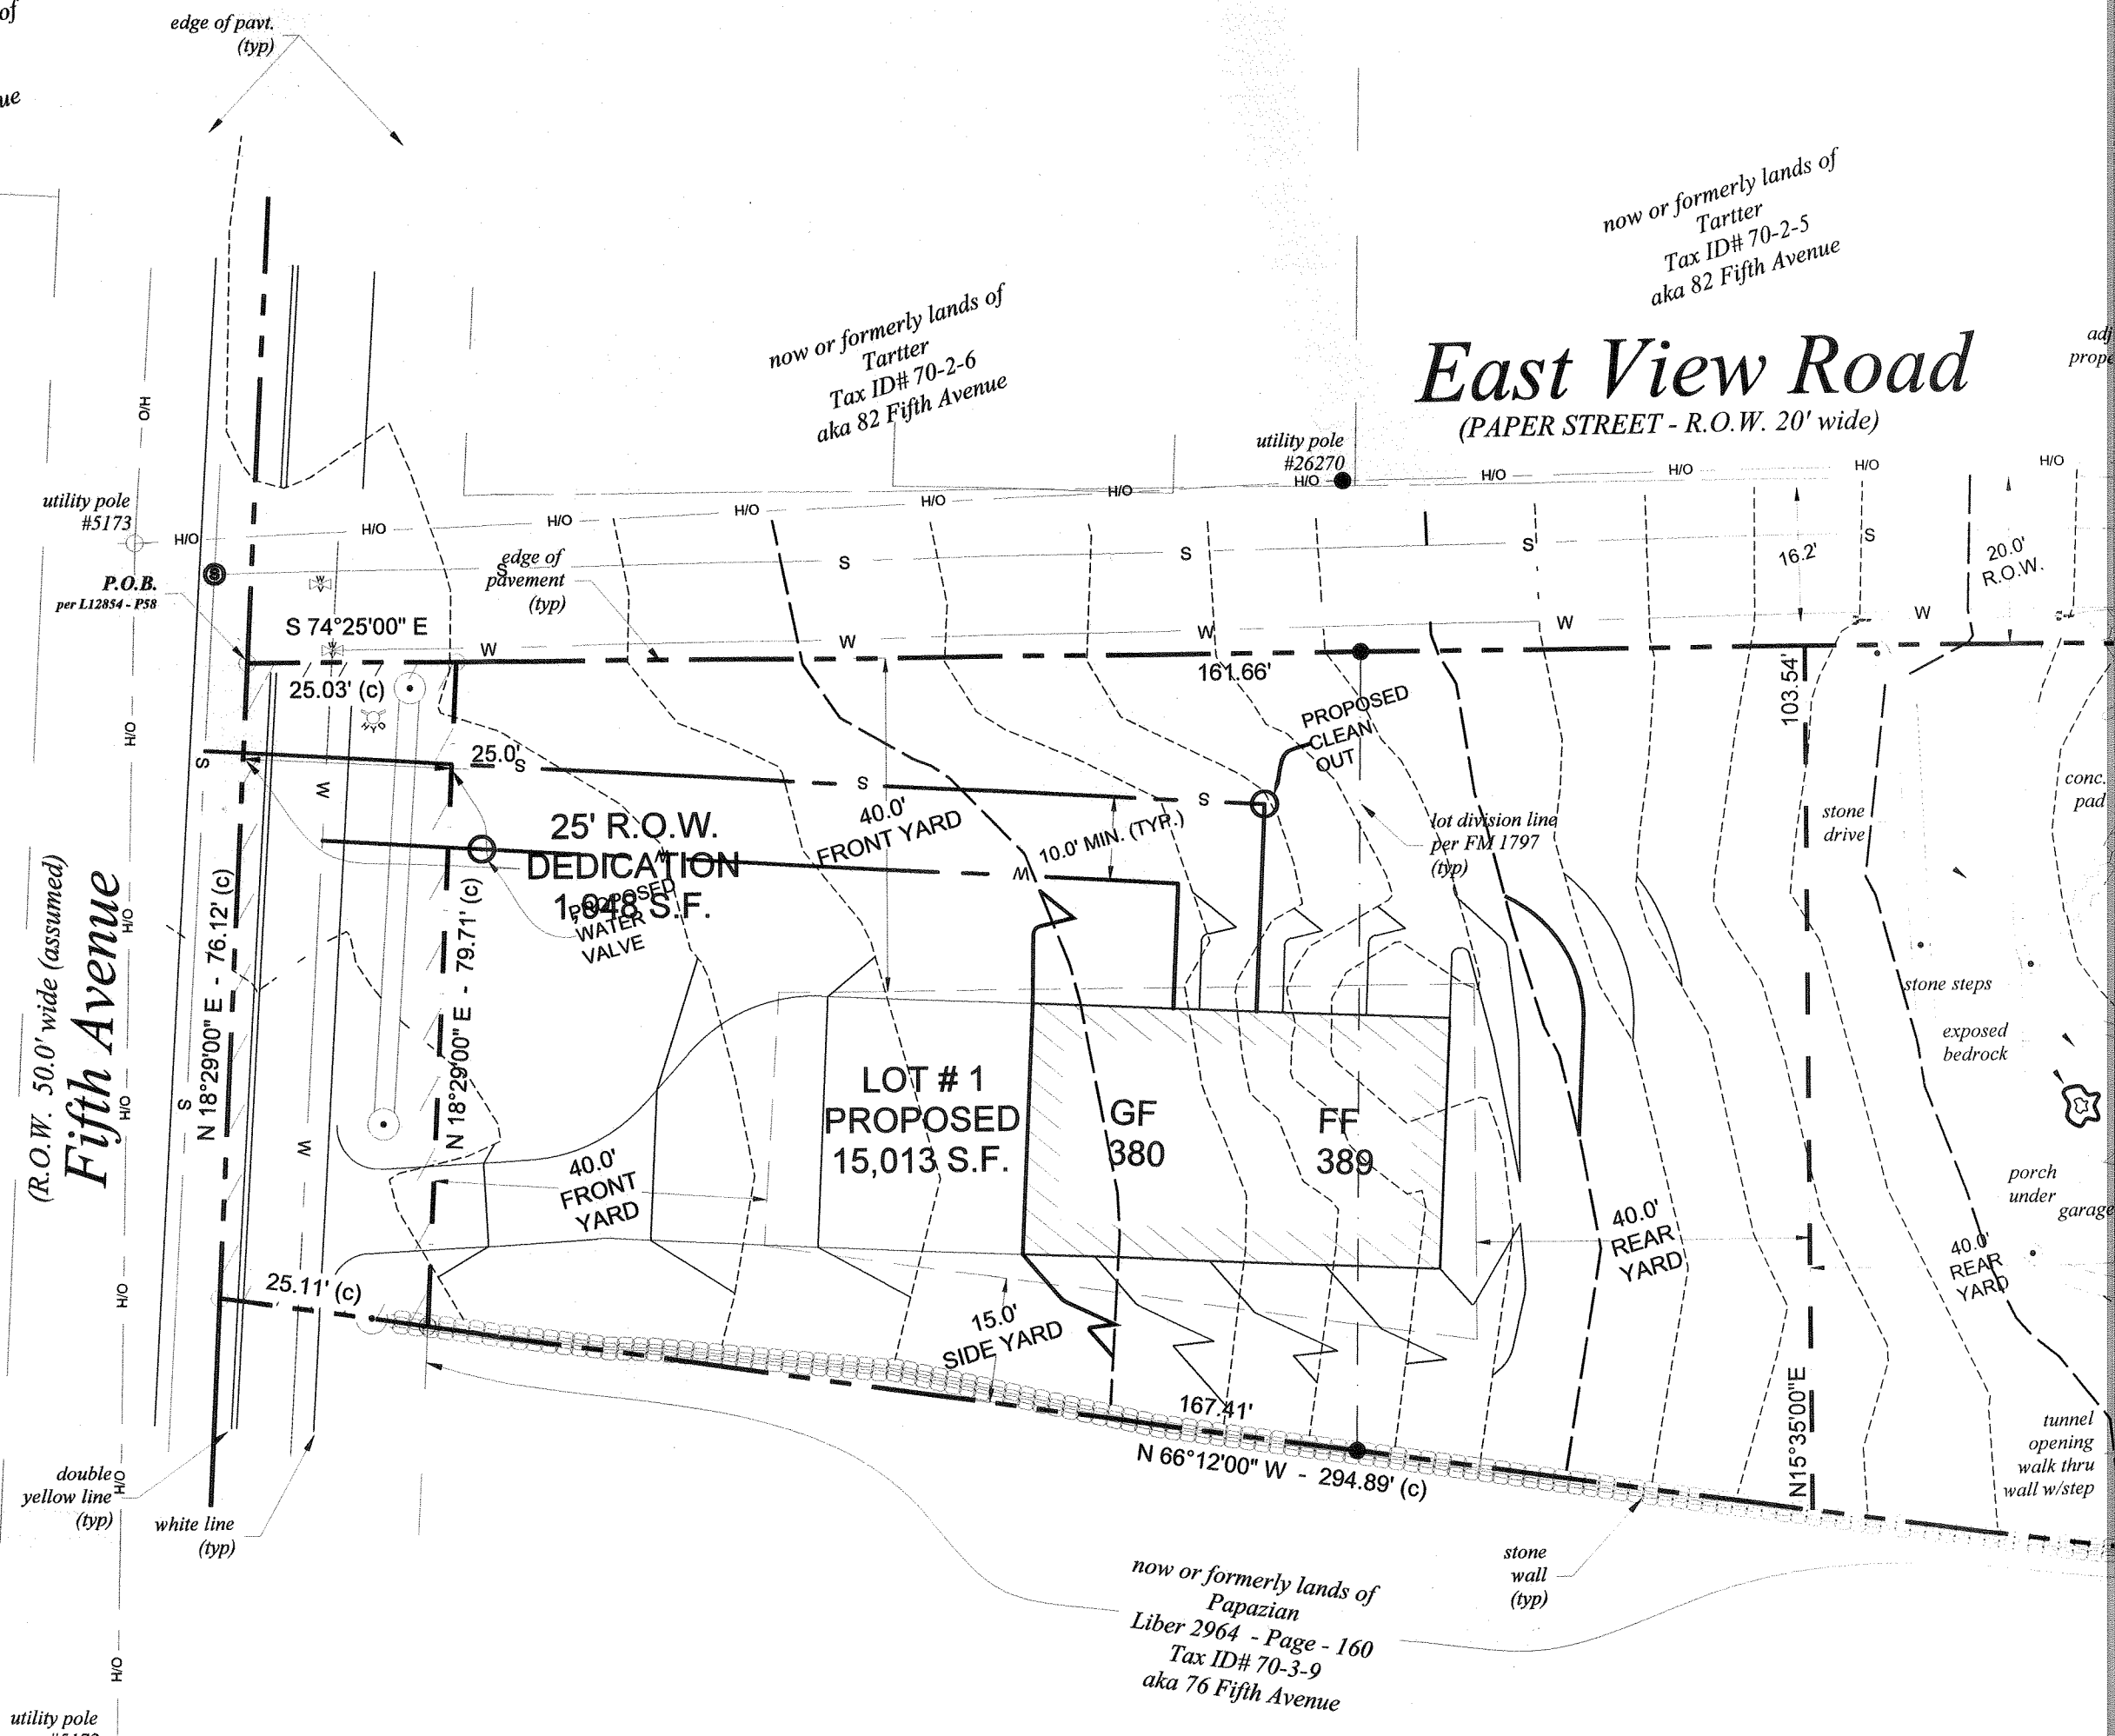 of
ue
edge of pavt.
(typ)
now or formerly lands of
Tartter
Tax ID# 70-2-6
aka 82 Fifth Avenue
now or formerly lands of
Tartter
Tax ID# 70-2-5
aka 82 Fifth Avenue
East View Road
(PAPER STREET - R.O.W. 20' wide)
adj
prope
utility pole
#26270
utility pole
#5173
H/O
H/O
H/O
H/O
H/O
H/O
H/O
H/O
H/O
H/O
H/O
H/O
S
S
S
S
S
S
edge of
pavement
(typ)
16.2'
20.0'
R.O.W.
P.O.B.
per L12854 - P58
S 74°25'00" E
25.03' (c)
W
W
W
W
W
W
W
161.66'
103.54'
PROPOSED
CLEAN
OUT
H/O
25.0'
S
S
S
S
W
40.0'
FRONT YARD
10.0' MIN. (TYP.)
lot division line
per FM 1797
(typ)
stone
drive
conc.
pad
25' R.O.W.
DEDICATION
1,948 S.F.
W
W
PROPOSED
WATER
VALVE
(R.O.W. 50.0' wide (assumed)
Fifth Avenue
H/O
H/O
H/O
N 18°29'00" E - 76.12' (c)
N 18°29'00" E - 79.71' (c)
S
W
stone steps
exposed
bedrock
LOT # 1
PROPOSED
15,013 S.F.
GF
380
FF
389
40.0'
FRONT
YARD
40.0'
REAR
YARD
porch
under
garage
40.0'
REAR
YARD
25.11' (c)
15.0'
SIDE YARD
167.41'
N 66°12'00" W - 294.89' (c)
N15°35'00"E
tunnel
opening
walk thru
wall w/step
double
yellow line
(typ)
H/O
white line
(typ)
stone
wall
(typ)
now or formerly lands of
Papazian
Liber 2964 - Page - 160
Tax ID# 70-3-9
aka 76 Fifth Avenue
H/O
utility pole